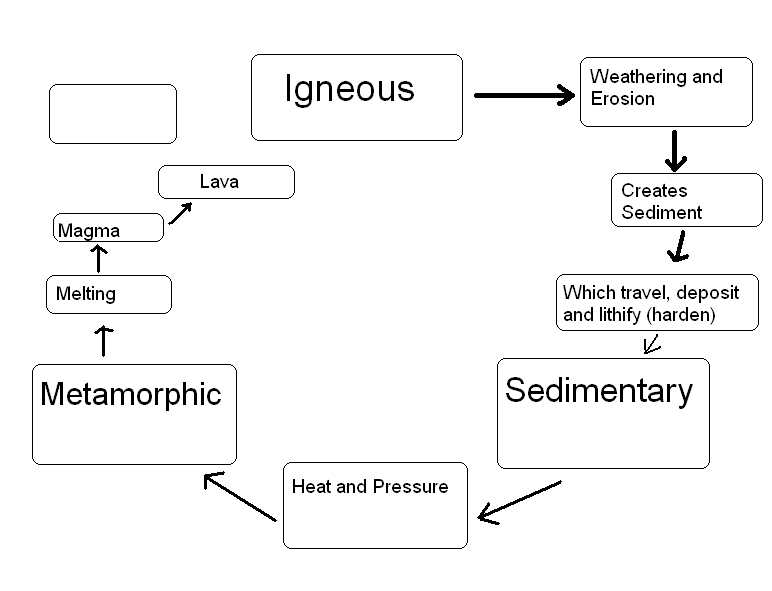 Igneous
Weathering and
Erosion
Creates
Sediment
Which travel, deposit
and lithify (harden)
Sedimentary
Heat and Pressure
Metamorphic
Melting
Magma
Lava